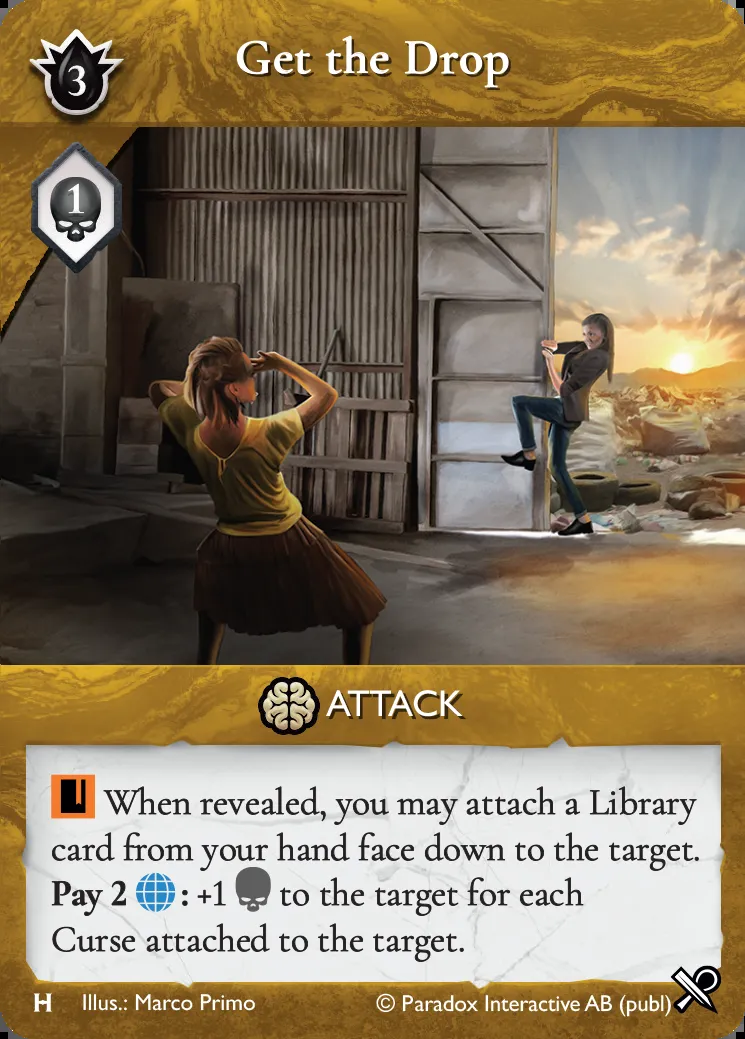 3
Get the Drop
1
ATTACK
When revealed, you may attach a Library
card from your hand face down to the target.
Pay 2 : +1 to the target for each
Curse attached to the target.
H Illus.: Marco Primo © Paradox Interactive AB (publ)